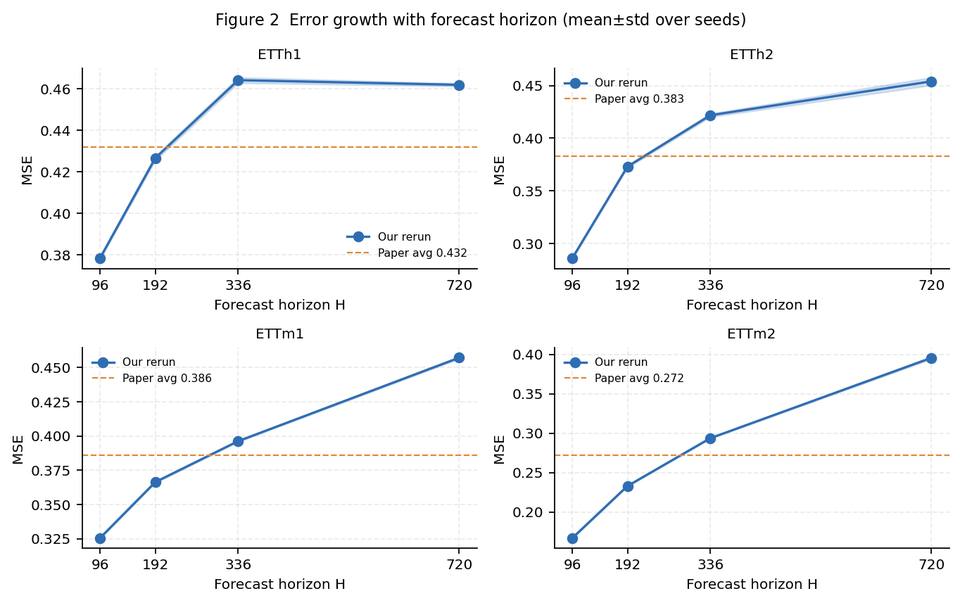 Figure 2  Error growth with forecast horizon (mean±std over seeds)
ETTh1
MSE
0.46
0.44
0.42
0.40
0.38
Our rerun
Paper avg 0.432
96 192 336 720
Forecast horizon H
ETTh2
MSE
0.45
0.40
0.35
0.30
Our rerun
Paper avg 0.383
96 192 336 720
Forecast horizon H
ETTm1
MSE
0.450
0.425
0.400
0.375
0.350
0.325
Our rerun
Paper avg 0.386
96 192 336 720
Forecast horizon H
ETTm2
MSE
0.40
0.35
0.30
0.25
0.20
Our rerun
Paper avg 0.272
96 192 336 720
Forecast horizon H